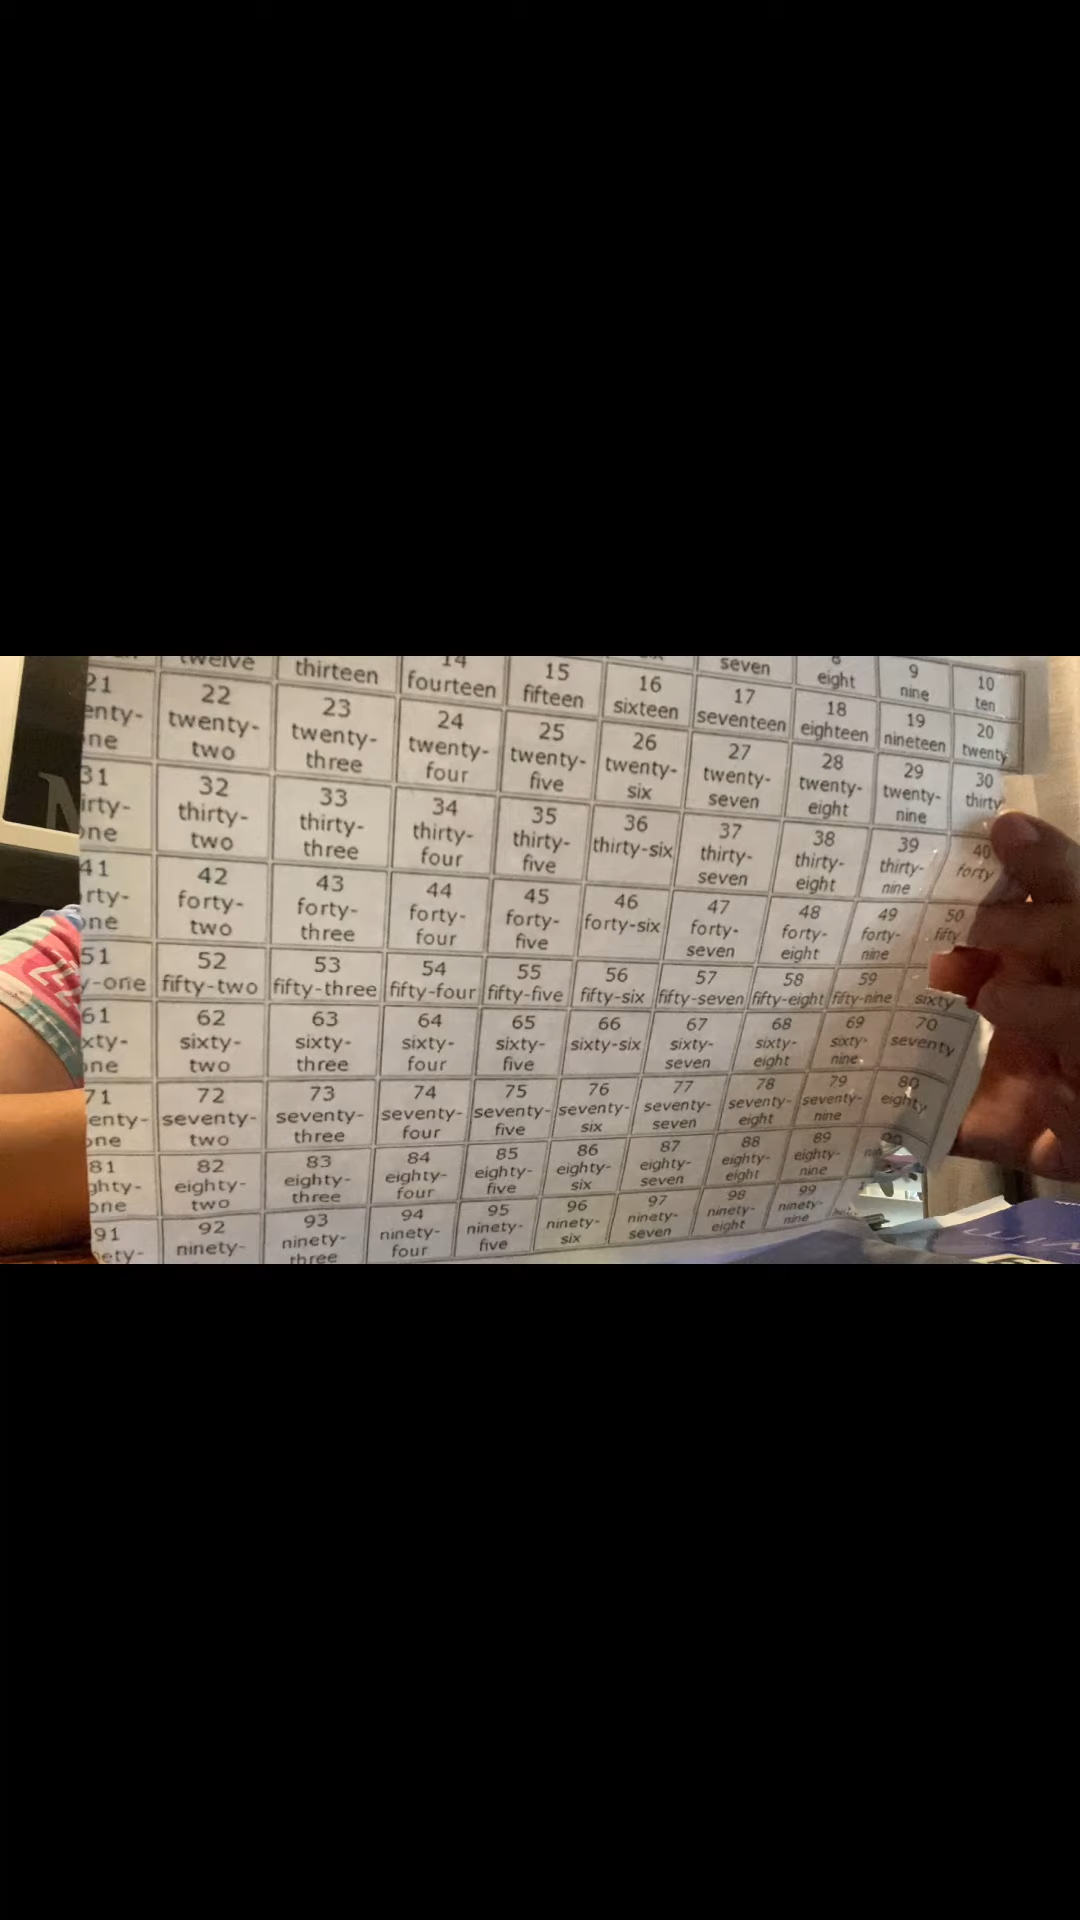 twelve thirteen 14 fourteen 15 fifteen 16 sixteen seven 17 seventeen eight 18 eighteen 9 nine 19 nineteen 10 ten 20 twenty
21 22 23 24 25 26 27 28 29 30
enty- twenty- twenty- twenty- twenty- twenty- twenty- twenty- twenty- thirty
ne two three four five six seven eight nine
31 32 33 34 35 36 37 38 39 40
irty- thirty- thirty- thirty- thirty- thirty-six thirty- thirty- thirty- forty
one two three four five seven eight nine
41 42 43 44 45 46 47 48 49 50
rty- forty- forty- forty- forty- forty-six forty- forty- forty- fifty
one two three four five seven eight nine
51 52 53 54 55 56 57 58 59
y-one fifty-two fifty-three fifty-four fifty-five fifty-six fifty-seven fifty-eight fifty-nine sixty
61 62 63 64 65 66 67 68 69 70
xty- sixty- sixty- sixty- sixty- sixty-six sixty- sixty- sixty- seventy
one two three four five seven eight nine
71 72 73 74 75 76 77 78 79 80
enty- seventy- seventy- seventy- seventy- seventy- seventy- seventy- seventy- eighty
one two three four five six seven eight nine
81 82 83 84 85 86 87 88 89 90
ghty- eighty- eighty- eighty- eighty- eighty- eighty- eighty- eighty-
one two three four five six seven eight nine
91 92 93 94 95 96 97 98 99
nety- ninety- ninety- ninety- ninety- ninety- ninety- ninety- ninety-
three four five six seven eight nine